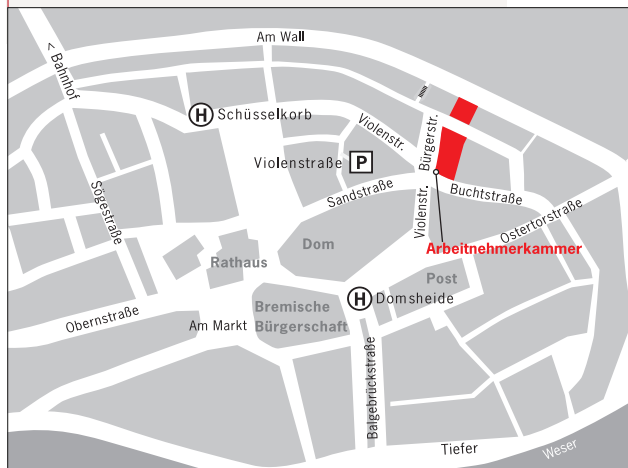 Am Wall
< Bahnhof
H Schüsselkorb
Violenstr.
Bürgerstr.
Violenstraße P
Sandstraße
Buchtstraße
Violenstr.
Ostertorstraße
Sögestraße
Arbeitnehmerkammer
Dom
Rathaus
Post
H Domsheide
Bremische
Bürgerschaft
Obernstraße
Am Markt
Balgebrückstraße
Tiefer
Weser